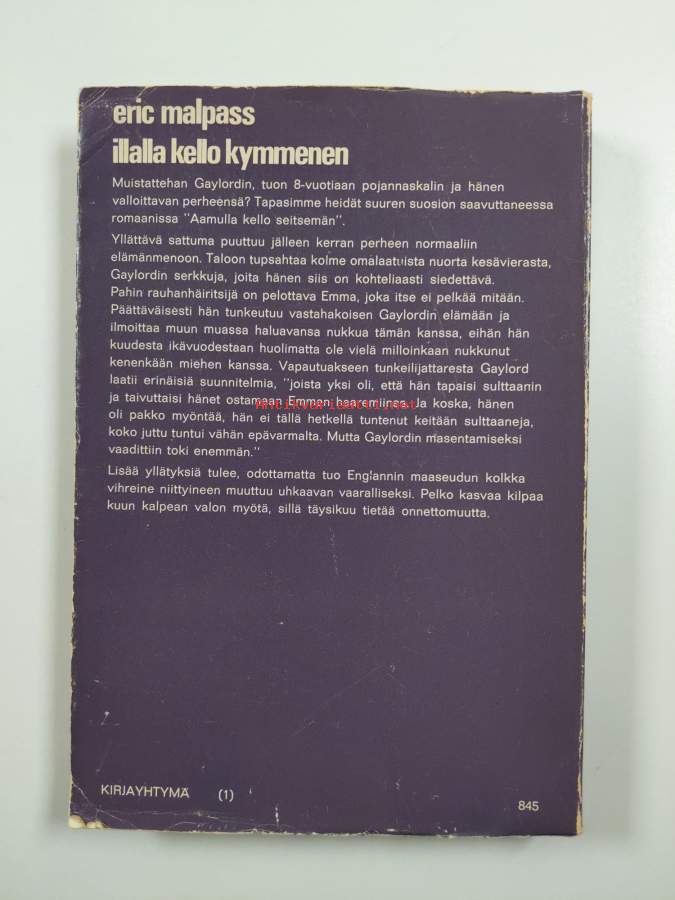 eric malpass
illalla kello kymmenen
Muistattehan Gaylordin, tuon 8-vuotiaan pojannaskalin ja hänen
valloittavan perheensä? Tapasimme heidät suuren suosion saavuttaneessa
romaanissa "Aamulla kello seitsemän".
Yllättävä sattuma puuttuu jälleen kerran perheen normaaliin
elämänmenoon. Taloon tupsahtaa kolme omalaatuista nuorta kesävierasta,
Gaylordin serkkuja, joita hänen siis on kohteliaasti siedettävä.
Pahin rauhanhäiritsijä on pelottava Emma, joka itse ei pelkää mitään.
Päättäväisesti hän tunkeutuu vastahakoisen Gaylordin elämään ja
ilmoittaa muun muassa haluavansa nukkua tämän kanssa, eihän hän
kuudesta ikävuodestaan huolimatta ole vielä milloinkaan nukkunut
kenenkään miehen kanssa. Vapautuakseen tunkeilijattaresta Gaylord
laatii erinäisiä suunnitelmia, "joista yksi oli, että hän tapaisi sulttaanin
ja taivuttaisi hänet ostamaan Emman haaremiinsa. Ja koska, hänen
Antikvariaatti.net
oli pakko myöntää, hän ei tällä hetkellä tuntenut keitään sulttaaneja,
koko juttu tuntui vähän epävarmalta. Mutta Gaylordin masentamiseksi
vaadittiin toki enemmän."
Lisää yllätyksiä tulee, odottamatta tuo Englannin maaseudun kolkka
vihreine niittyineen muuttuu uhkaavan vaaralliseksi. Pelko kasvaa kilpaa
kuun kalpean valon myötä, sillä täysikuu tietää onnettomuutta.
KIRJAYHTYMÄ (1)
845